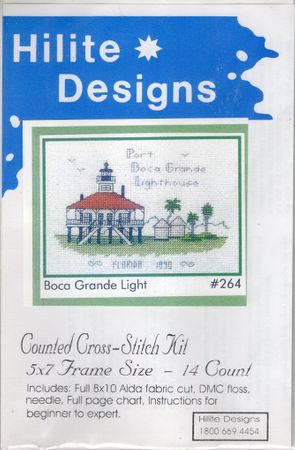 Hilite
Designs
Port
Boca Grande
Lighthouse
FLORIDA 1890
Boca Grande Light #264
Counted Cross-Stitch Kit
5x7 Frame Size - 14 Count
Includes: Full 8x10 Aida fabric cut, DMC floss,
needle, Full page chart, Instructions for
beginner to expert.
Hilite Designs
1800 669 4454